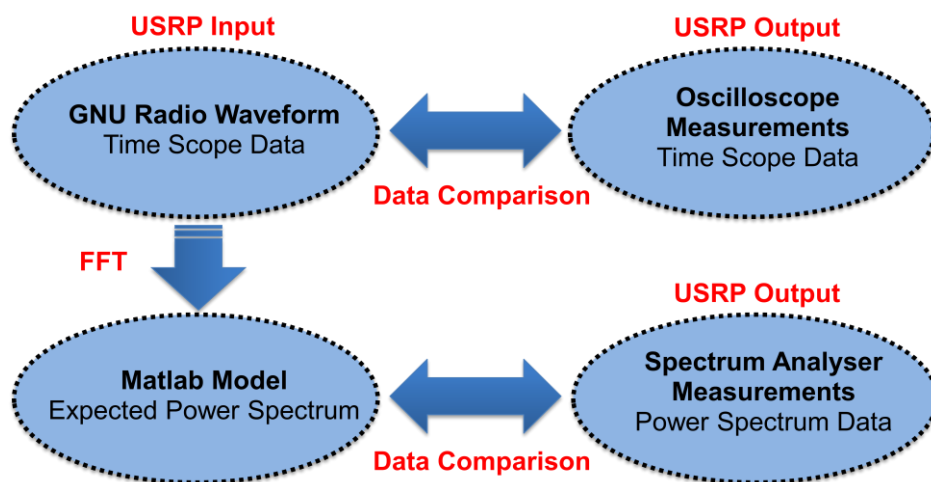 USRP Input
USRP Output
GNU Radio Waveform
Time Scope Data
Oscilloscope
Measurements
Time Scope Data
Data Comparison
FFT
USRP Output
Matlab Model
Expected Power Spectrum
Spectrum Analyser
Measurements
Power Spectrum Data
Data Comparison